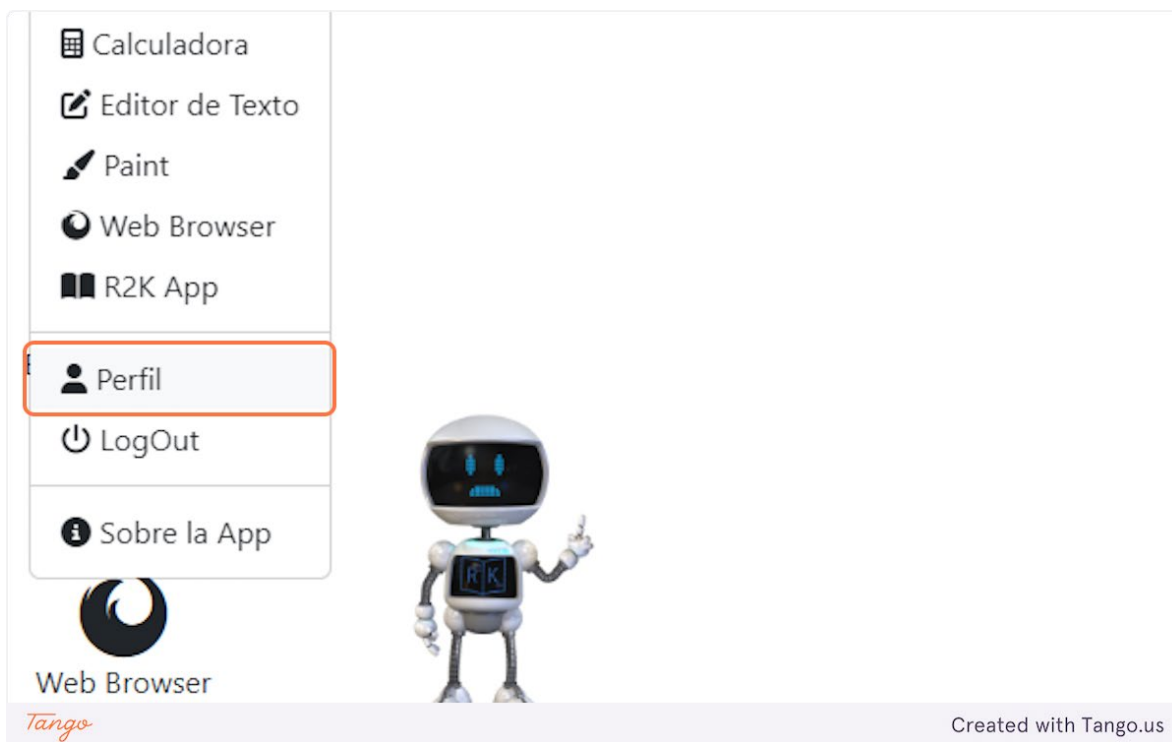 Calculadora
Editor de Texto
Paint
Web Browser
R2K App
Perfil
LogOut
Sobre la App
R K
Web Browser
Tango
Created with Tango.us